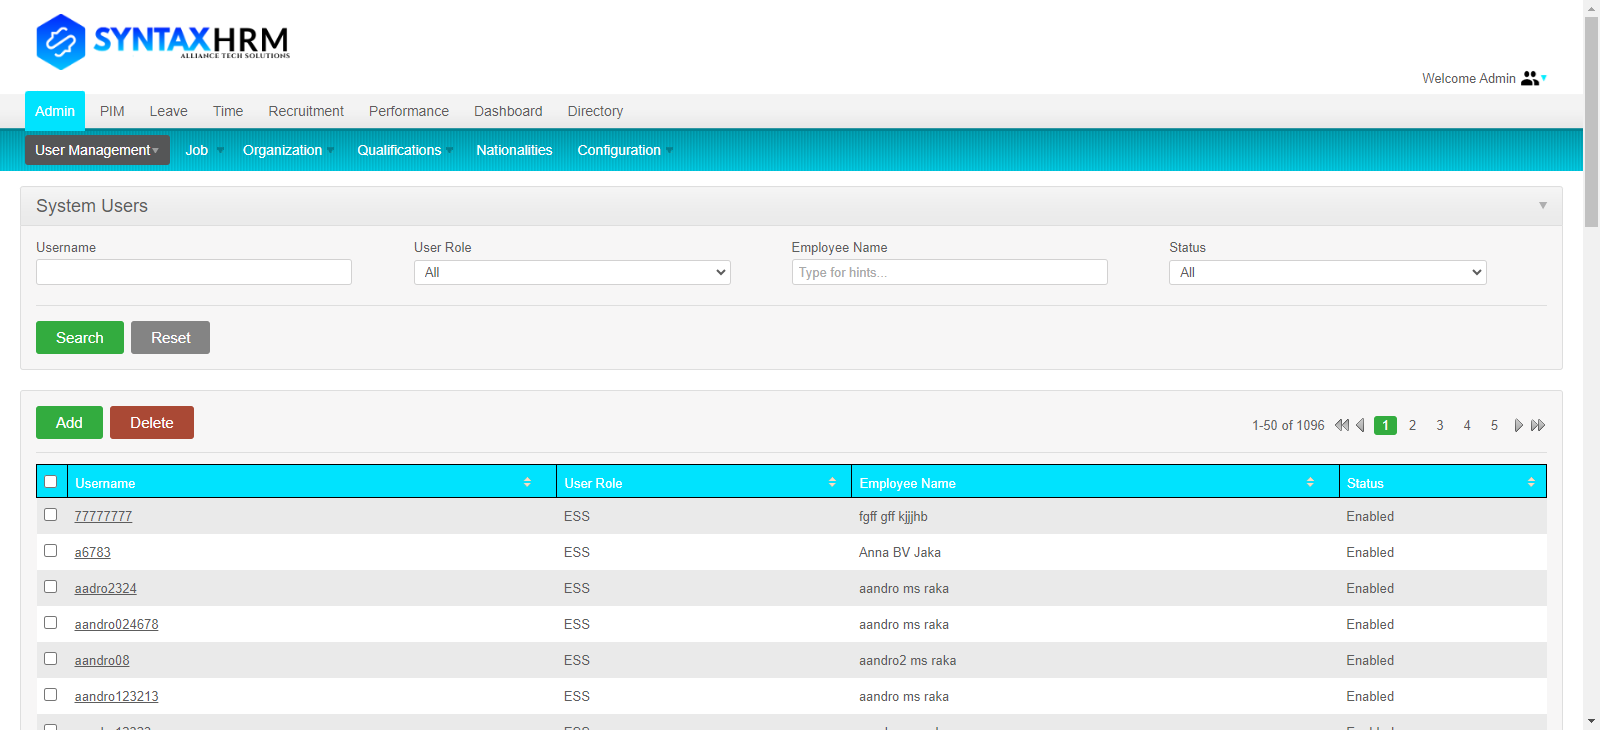 SYNTAXHRM
ALLIANCE TECH SOLUTIONS
Welcome Admin
Admin PIM Leave Time Recruitment Performance Dashboard Directory
User Management Job Organization Qualifications Nationalities Configuration
System Users
Username User Role Employee Name Status
All Type for hints... All
Search Reset
Add Delete 1-50 of 1096 1 2 3 4 5
Username User Role Employee Name Status
77777777 ESS fgff gff kjjjhb Enabled
a6783 ESS Anna BV Jaka Enabled
aadro2324 ESS aandro ms raka Enabled
aandro024678 ESS aandro ms raka Enabled
aandro08 ESS aandro2 ms raka Enabled
aandro123213 ESS aandro ms raka Enabled